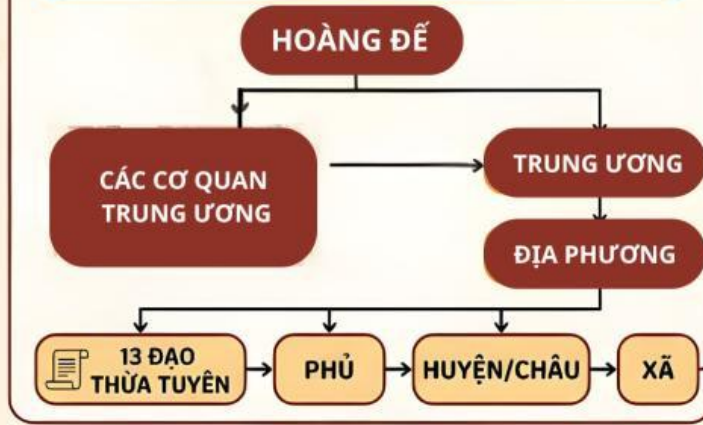 HOÀNG ĐẾ
CÁC CƠ QUAN
TRUNG ƯƠNG
TRUNG ƯƠNG
ĐỊA PHƯƠNG
13 ĐẠO
THỪA TUYÊN
PHỦ
HUYỆN/CHÂU
XÃ